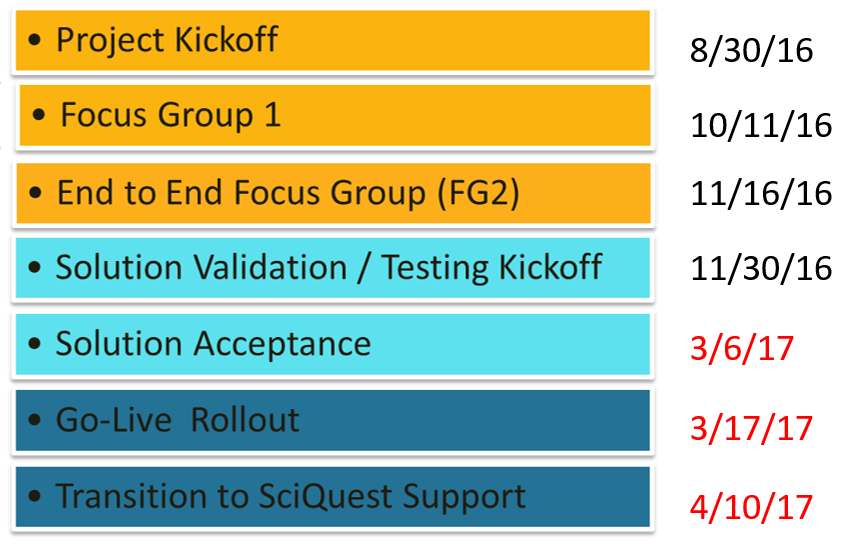 • Project Kickoff 8/30/16
• Focus Group 1 10/11/16
• End to End Focus Group (FG2) 11/16/16
• Solution Validation / Testing Kickoff 11/30/16
• Solution Acceptance 3/6/17
• Go-Live Rollout 3/17/17
• Transition to SciQuest Support 4/10/17